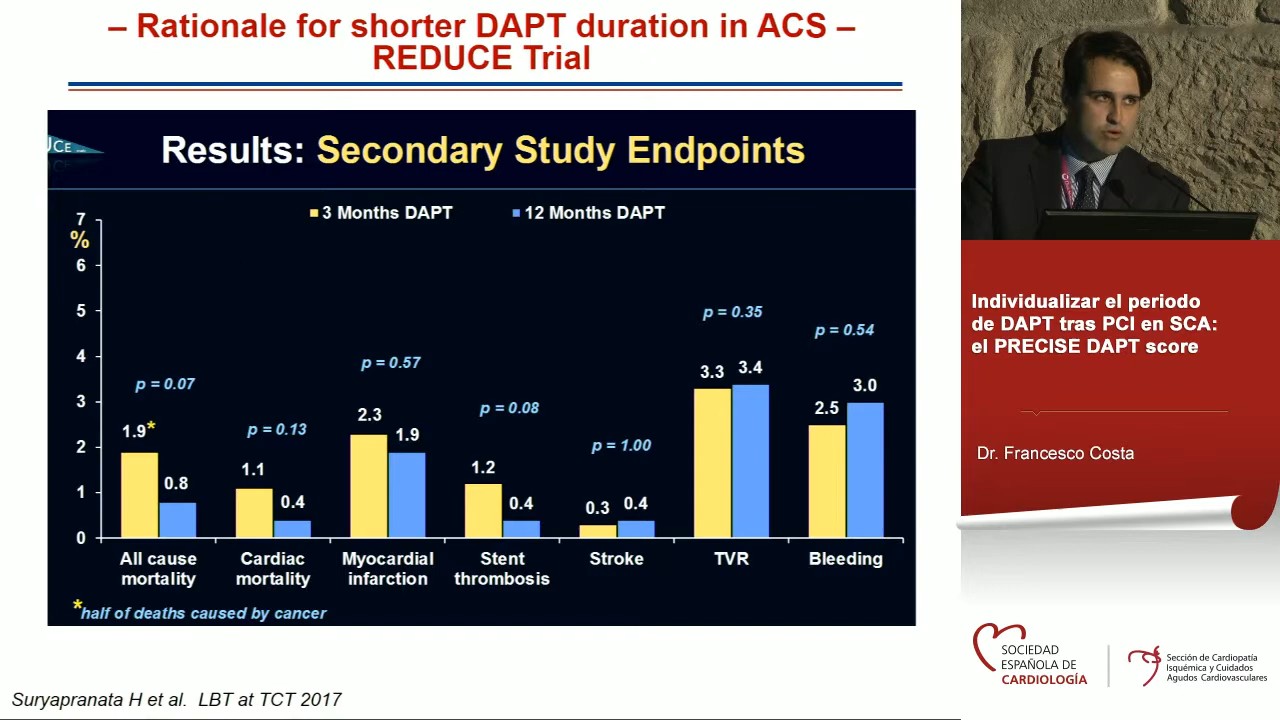 – Rationale for shorter DAPT duration in ACS –
REDUCE Trial
UCE
Results: Secondary Study Endpoints
3 Months DAPT
12 Months DAPT
7
%
6
5
4
3
2
1
0
p = 0.07
p = 0.13
p = 0.57
p = 0.08
p = 1.00
p = 0.35
p = 0.54
1.9*
0.8
1.1
0.4
2.3
1.9
1.2
0.4
0.3
0.4
3.3
3.4
2.5
3.0
All cause
mortality
Cardiac
mortality
Myocardial
infarction
Stent
thrombosis
Stroke
TVR
Bleeding
*half of deaths caused by cancer
Suryapranata H et al. LBT at TCT 2017
Individualizar el periodo
de DAPT tras PCI en SCA:
el PRECISE DAPT score
Dr. Francesco Costa
SOCIEDAD
ESPAÑOLA DE
CARDIOLOGÍA
Sección de Cardiopatía
Isquémica y Cuidados
Agudos Cardiovasculares